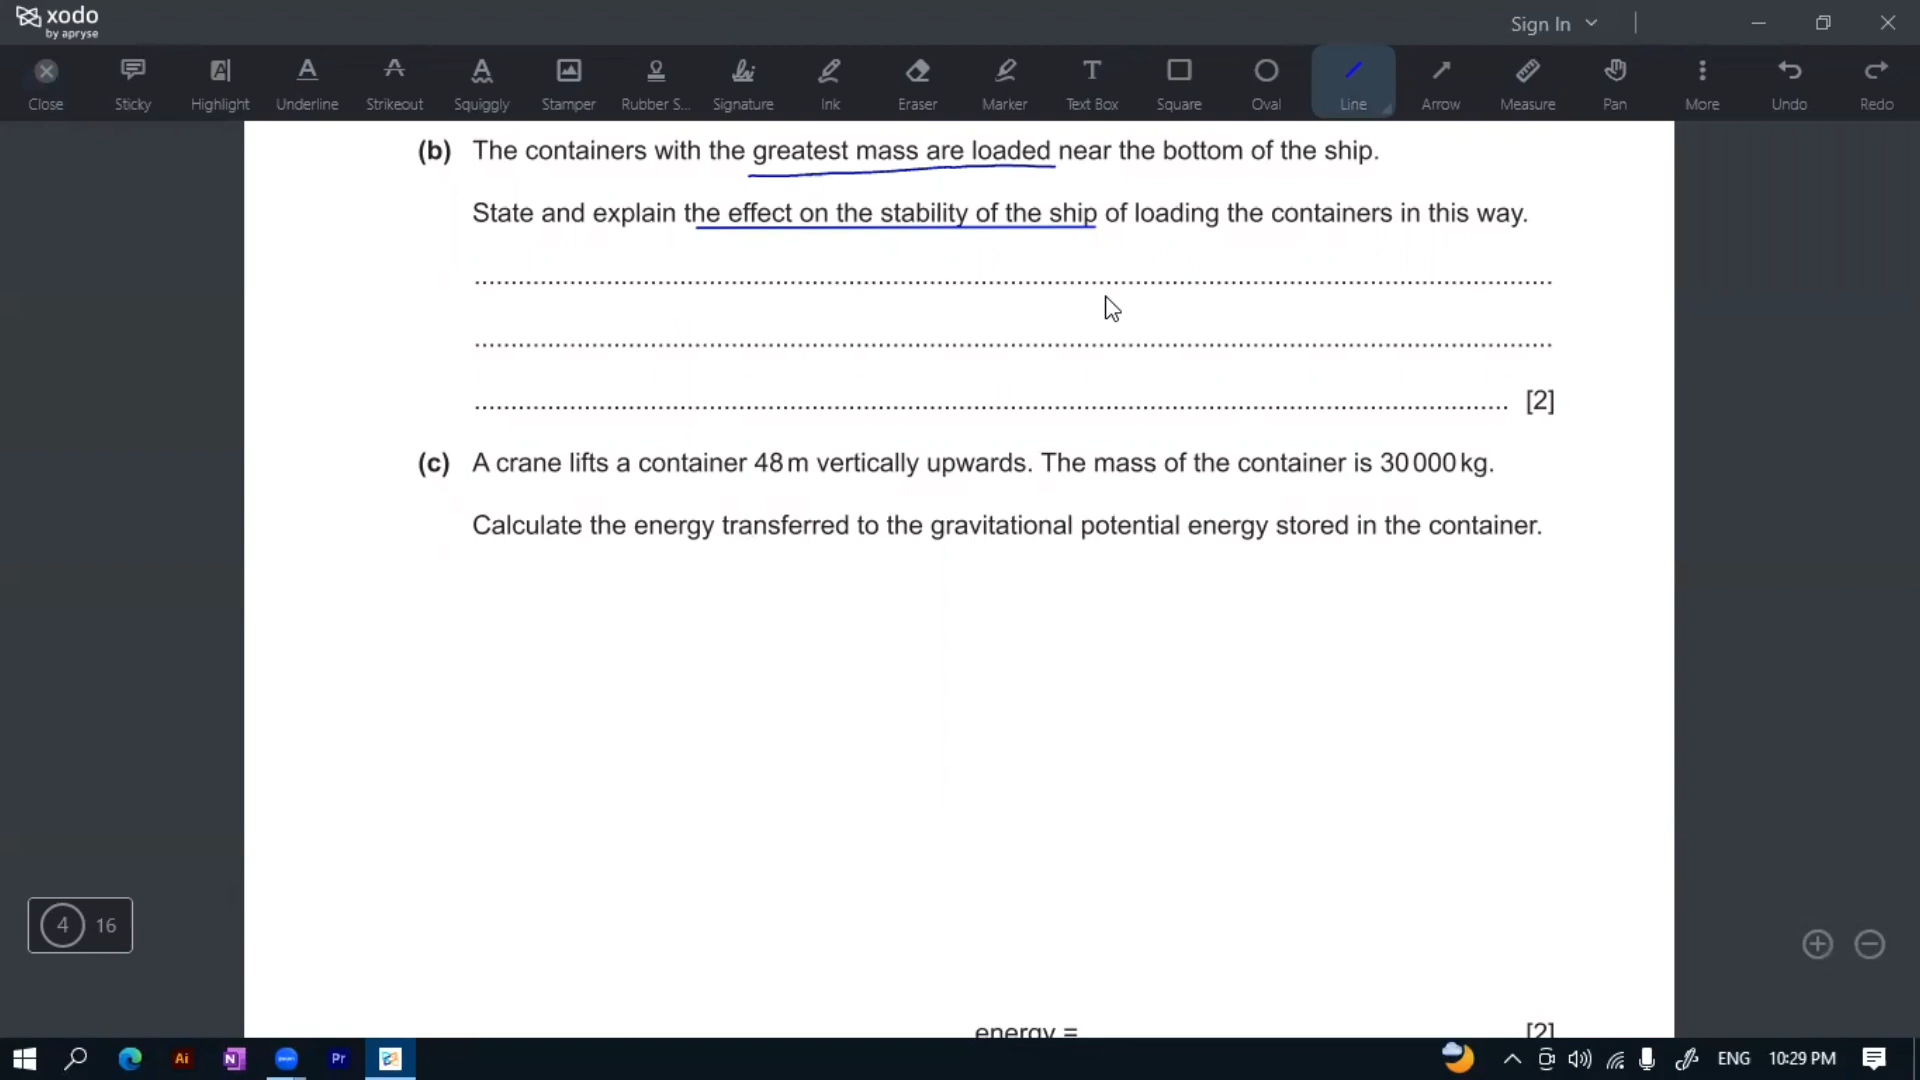 xodo
by apryse
Sign In
Close
Sticky
Highlight
Underline
Strikeout
Squiggly
Stamper
Rubber S...
Signature
Ink
Eraser
Marker
Text Box
Square
Oval
Line
Arrow
Measure
Pan
More
Undo
Redo
(b) The containers with the greatest mass are loaded near the bottom of the ship.
State and explain the effect on the stability of the ship of loading the containers in this way.
[2]
(c) A crane lifts a container 48 m vertically upwards. The mass of the container is 30 000 kg.
Calculate the energy transferred to the gravitational potential energy stored in the container.
energy = [2]
4 16
Ai
N
Pr
ENG
10:29 PM